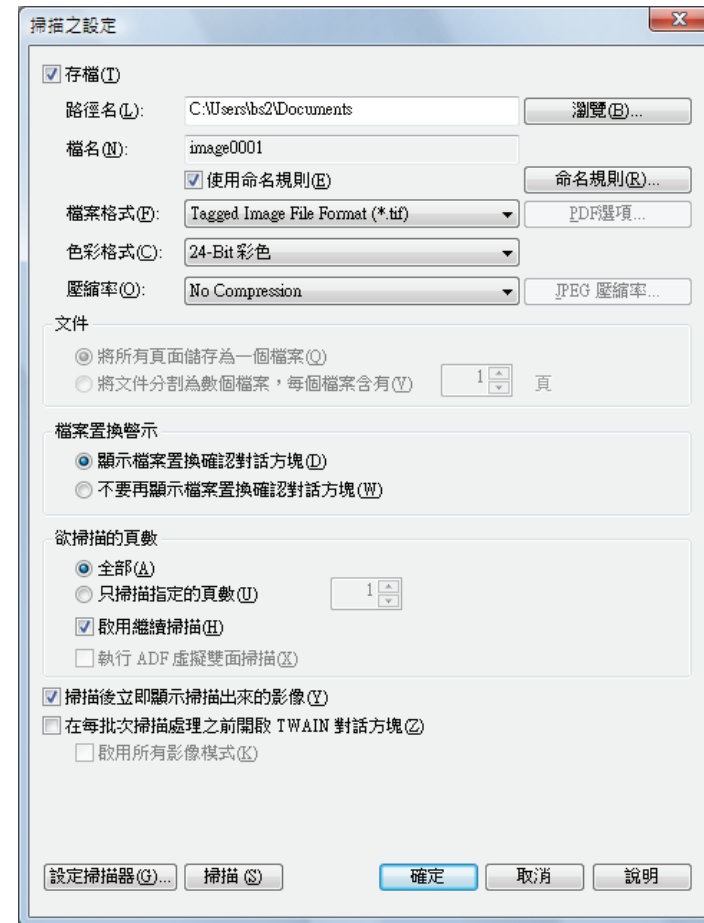 掃描之設定
存檔(T)
路徑名(L): C:\Users\bs2\Documents 瀏覽(B)...
檔名(N): image0001
使用命名規則(E) 命名規則(R)...
檔案格式(F): Tagged Image File Format (*.tif) PDF選項...
色彩格式(C): 24-Bit 彩色
壓縮率(O): No Compression JPEG 壓縮率...
文件
將所有頁面儲存為一個檔案(Q)
將文件分割為數個檔案，每個檔案含有(V) 1 頁
檔案置換警示
顯示檔案置換確認對話方塊(D)
不要再顯示檔案置換確認對話方塊(W)
欲掃描的頁數
全部(A)
只掃描指定的頁數(U) 1
啟用繼續掃描(H)
執行 ADF 虛擬雙面掃描(X)
掃描後立即顯示掃描出來的影像(Y)
在每批次掃描處理之前開啟 TWAIN 對話方塊(Z)
啟用所有影像模式(K)
設定掃描器(G)... 掃描 (S) 確定 取消 說明